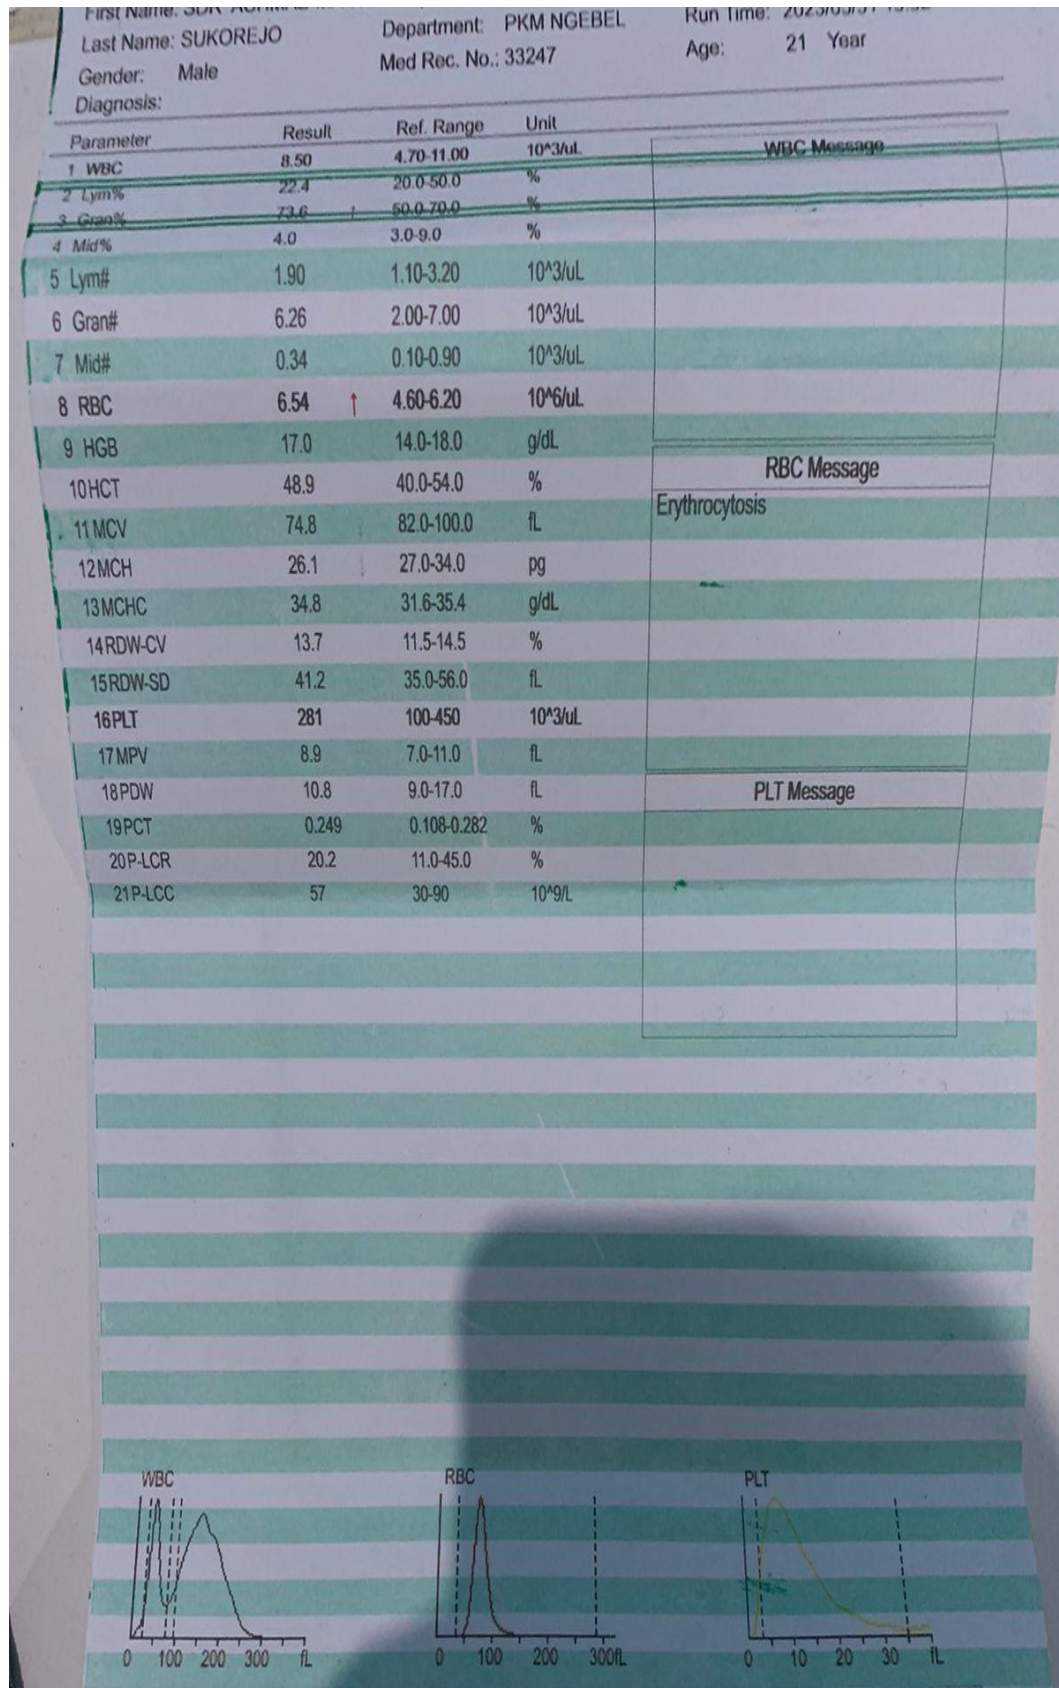 First Name: SDR
Department: PKM NGEBEL
Run Time:
Last Name: SUKOREJO
Med Rec. No.: 33247
Age: 21 Year
Gender: Male
Diagnosis:
Parameter Result Ref. Range Unit
1 WBC 8.50 4.70-11.00 10^3/uL
2 Lym% 22.4 20.0-50.0 %
3 Gran% 73.6 ↑ 50.0-70.0 %
4 Mid% 4.0 3.0-9.0 %
5 Lym# 1.90 1.10-3.20 10^3/uL
6 Gran# 6.26 2.00-7.00 10^3/uL
7 Mid# 0.34 0.10-0.90 10^3/uL
8 RBC 6.54 ↑ 4.60-6.20 10^6/uL
9 HGB 17.0 14.0-18.0 g/dL
10 HCT 48.9 40.0-54.0 %
11 MCV 74.8 ↓ 82.0-100.0 fL
12 MCH 26.1 ↓ 27.0-34.0 pg
13 MCHC 34.8 31.6-35.4 g/dL
14 RDW-CV 13.7 11.5-14.5 %
15 RDW-SD 41.2 35.0-56.0 fL
16 PLT 281 100-450 10^3/uL
17 MPV 8.9 7.0-11.0 fL
18 PDW 10.8 9.0-17.0 fL
19 PCT 0.249 0.108-0.282 %
20 P-LCR 20.2 11.0-45.0 %
21 P-LCC 57 30-90 10^9/L
WBC Message
RBC Message
Erythrocytosis
PLT Message
WBC
0 100 200 300 fL
RBC
0 100 200 300fL
PLT
0 10 20 30 fL